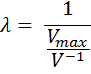 λ = 1 / (V_max / V^−1)